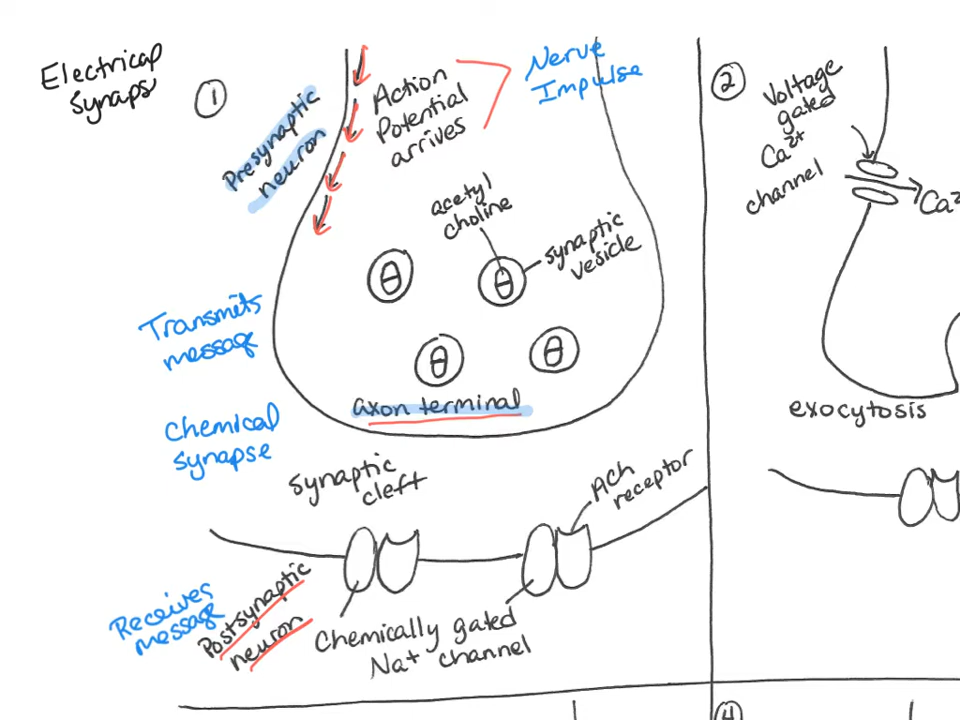 Electrical
synaps
①
Presynaptic
neuron
Action
Potential
arrives
Nerve
Impulse
acetyl
choline
synaptic
vesicle
θ
θ
θ
θ
Transmits
message
axon terminal
Chemical
synapse
Synaptic
cleft
ACh
receptor
Receives
message
Postsynaptic
neuron
Chemically gated
Na+ channel
②
Voltage
gated
Ca2+
channel
Ca2
exocytosis
④